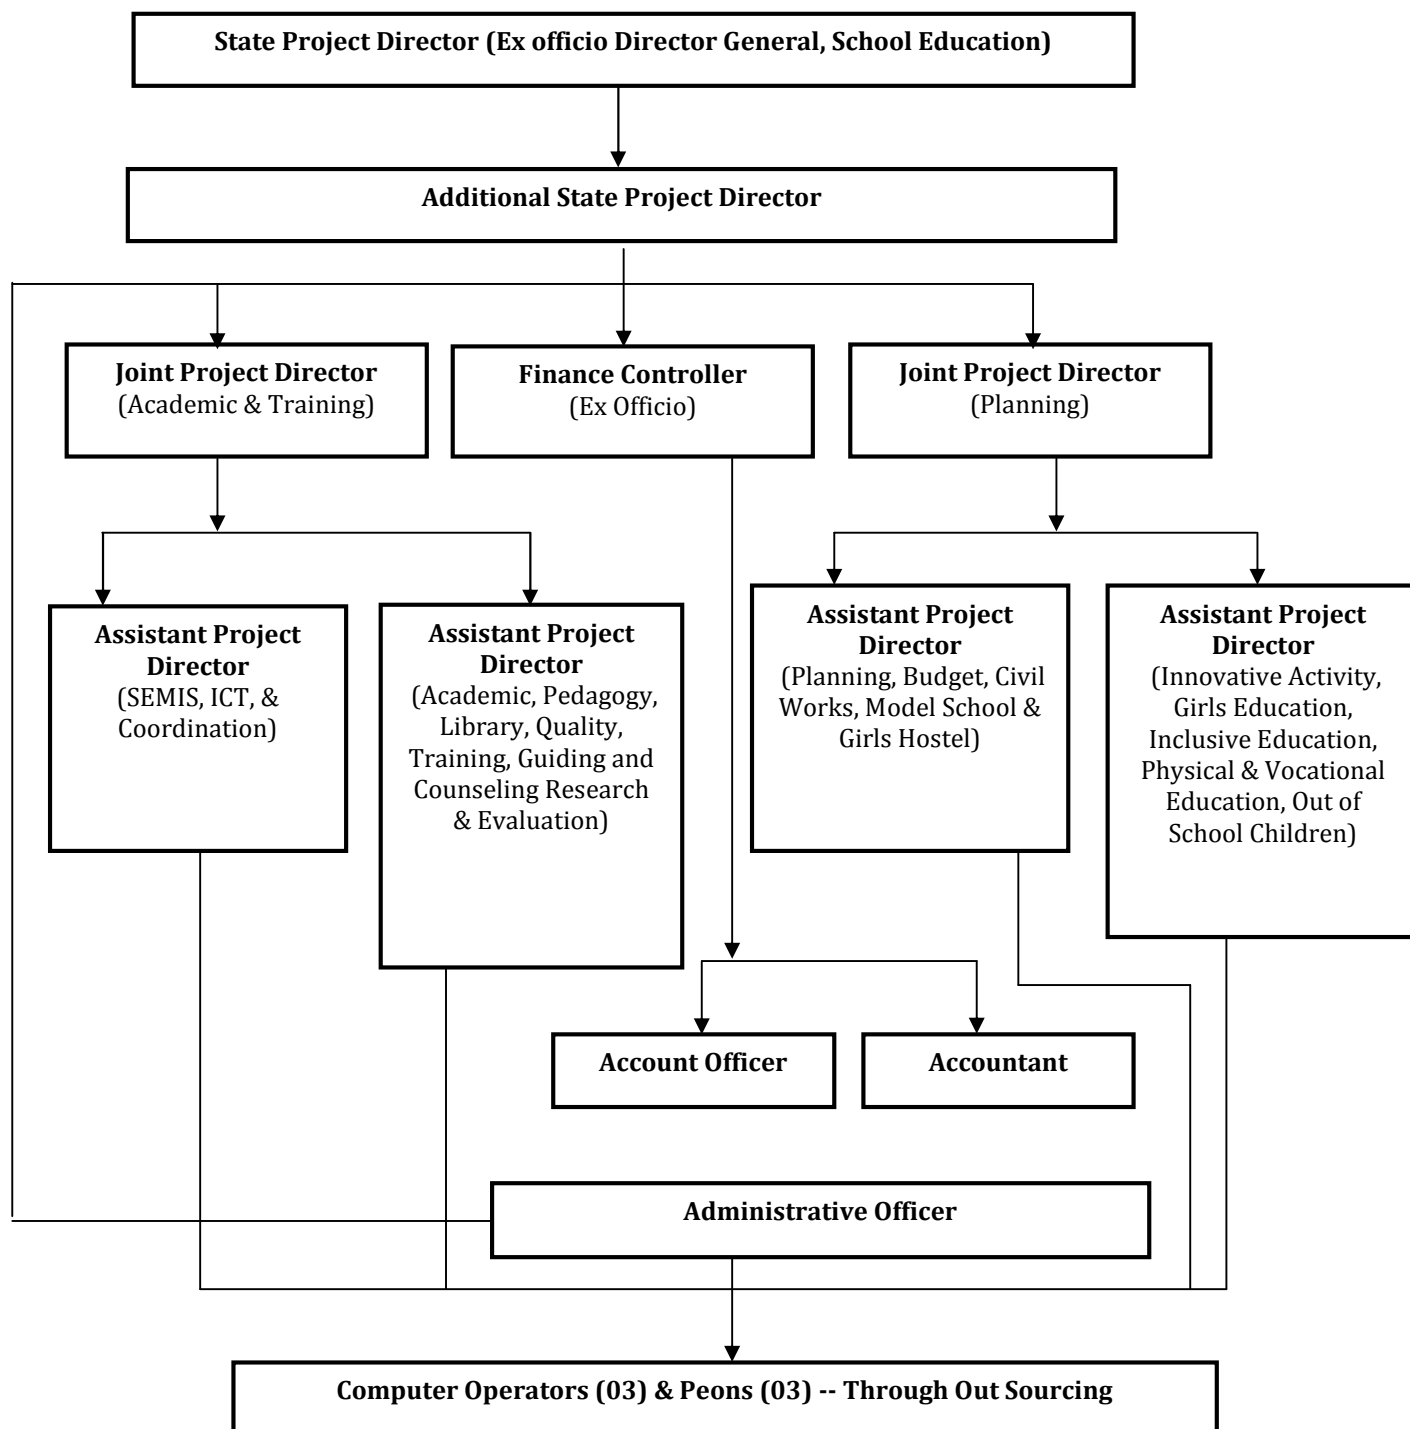 State Project Director (Ex officio Director General, School Education)
Additional State Project Director
Joint Project Director
(Academic & Training)
Finance Controller
(Ex Officio)
Joint Project Director
(Planning)
Assistant Project
Director
(SEMIS, ICT, &
Coordination)
Assistant Project
Director
(Academic, Pedagogy,
Library, Quality,
Training, Guiding and
Counseling Research
& Evaluation)
Assistant Project
Director
(Planning, Budget, Civil
Works, Model School &
Girls Hostel)
Assistant Project
Director
(Innovative Activity,
Girls Education,
Inclusive Education,
Physical & Vocational
Education, Out of
School Children)
Account Officer
Accountant
Administrative Officer
Computer Operators (03) & Peons (03) -- Through Out Sourcing